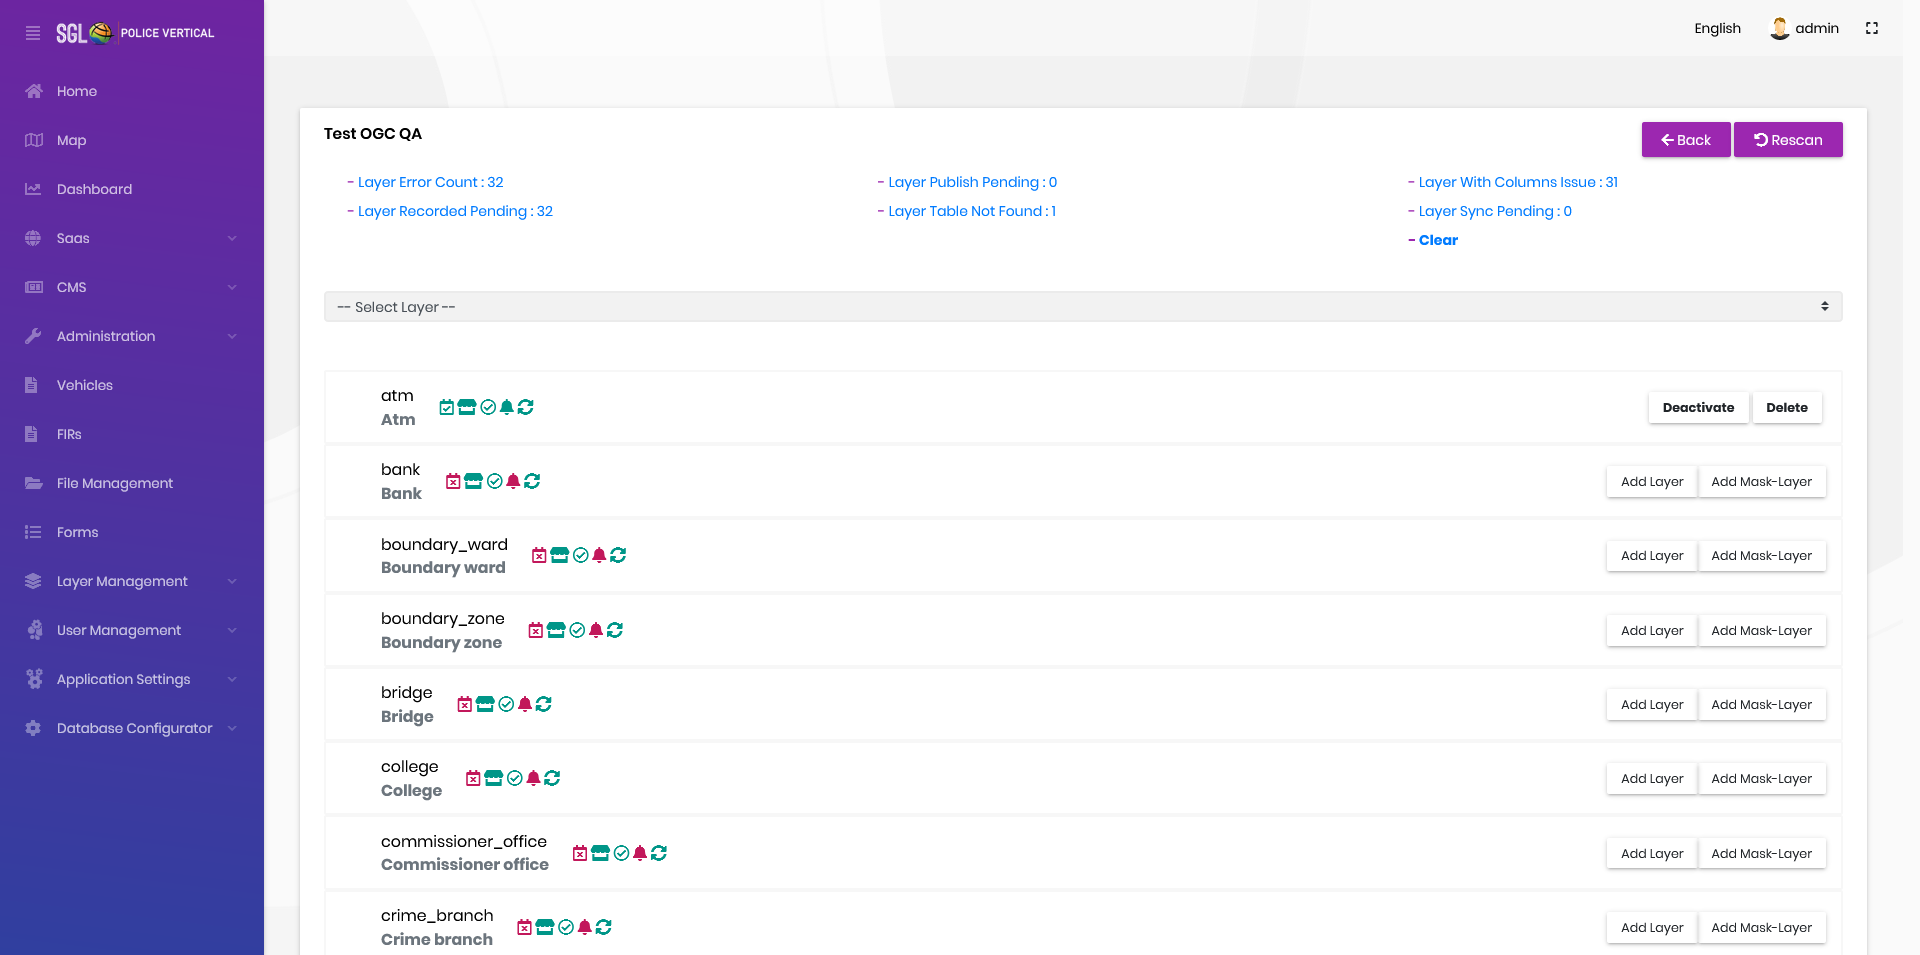 SGL POLICE VERTICAL
English
admin
Home
Map
Dashboard
Saas
CMS
Administration
Vehicles
FIRs
File Management
Forms
Layer Management
User Management
Application Settings
Database Configurator
Test OGC QA
Back
Rescan
- Layer Error Count : 32
- Layer Publish Pending : 0
- Layer With Columns Issue : 31
- Layer Recorded Pending : 32
- Layer Table Not Found : 1
- Layer Sync Pending : 0
- Clear
-- Select Layer --
atm
Atm
Deactivate
Delete
bank
Bank
Add Layer
Add Mask-Layer
boundary_ward
Boundary ward
Add Layer
Add Mask-Layer
boundary_zone
Boundary zone
Add Layer
Add Mask-Layer
bridge
Bridge
Add Layer
Add Mask-Layer
college
College
Add Layer
Add Mask-Layer
commissioner_office
Commissioner office
Add Layer
Add Mask-Layer
crime_branch
Crime branch
Add Layer
Add Mask-Layer